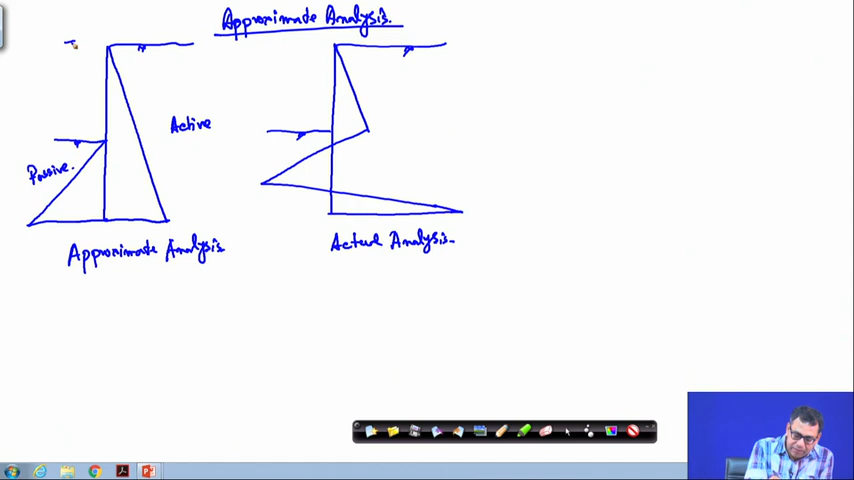 Approximate Analysis.
Active
Passive.
Approximate Analysis
Actual Analysis.